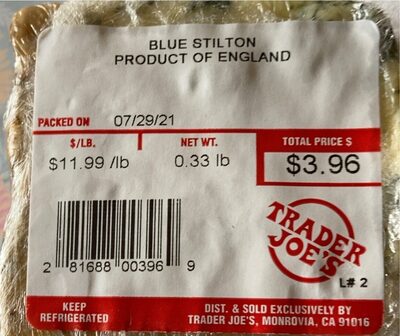 BLUE STILTON
PRODUCT OF ENGLAND
PACKED ON 07/29/21
$/LB. NET WT. TOTAL PRICE $
$11.99 /lb 0.33 lb $3.96
TRADER
JOE'S
2 81688 00396 9
L# 2
KEEP
REFRIGERATED
DIST. & SOLD EXCLUSIVELY BY
TRADER JOE'S, MONROVIA, CA 91016